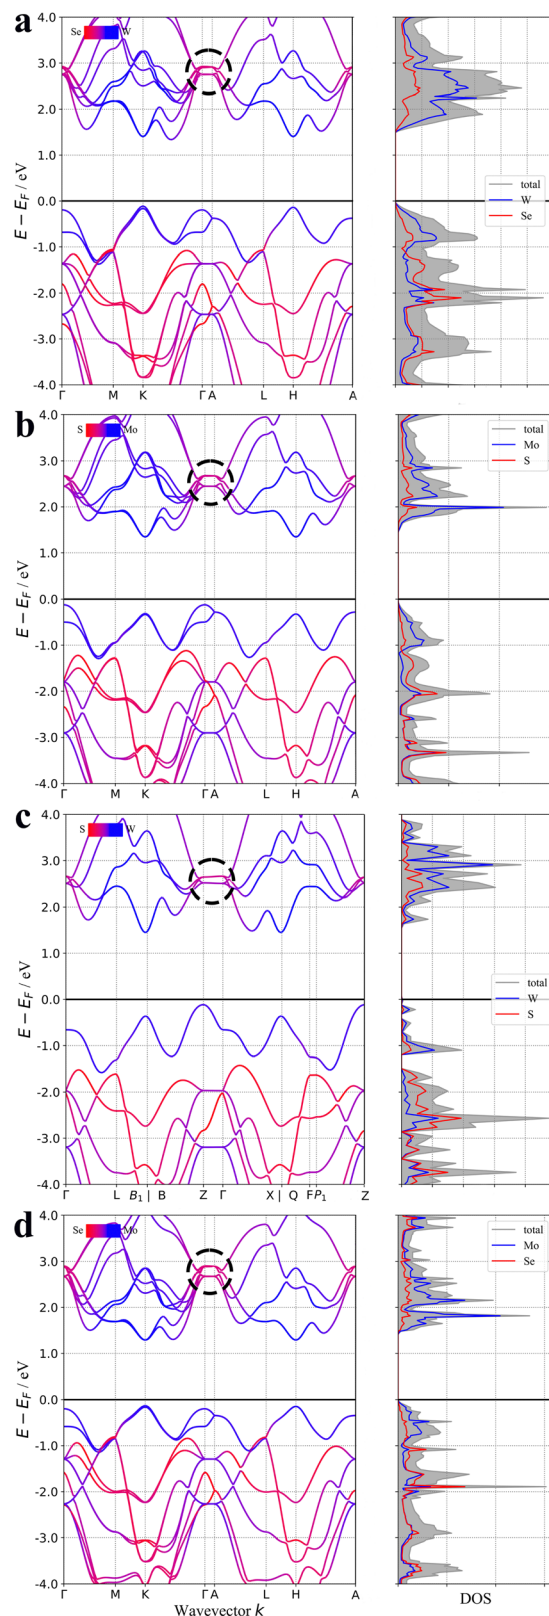 a
Se W
4.0
3.0
2.0
1.0
0.0
-1.0
-2.0
-3.0
-4.0
E − E_F / eV
Γ M K Γ A L H A
total
W
Se
b
S Mo
4.0
3.0
2.0
1.0
0.0
-1.0
-2.0
-3.0
-4.0
E − E_F / eV
Γ M K Γ A L H A
total
Mo
S
c
S W
4.0
3.0
2.0
1.0
0.0
-1.0
-2.0
-3.0
-4.0
E − E_F / eV
Γ L B₁ | B Z Γ X | Q F P₁ Z
total
W
S
d
Se Mo
4.0
3.0
2.0
1.0
0.0
-1.0
-2.0
-3.0
-4.0
E − E_F / eV
Γ M K Γ A L H A
Wavevector k
total
Mo
Se
DOS